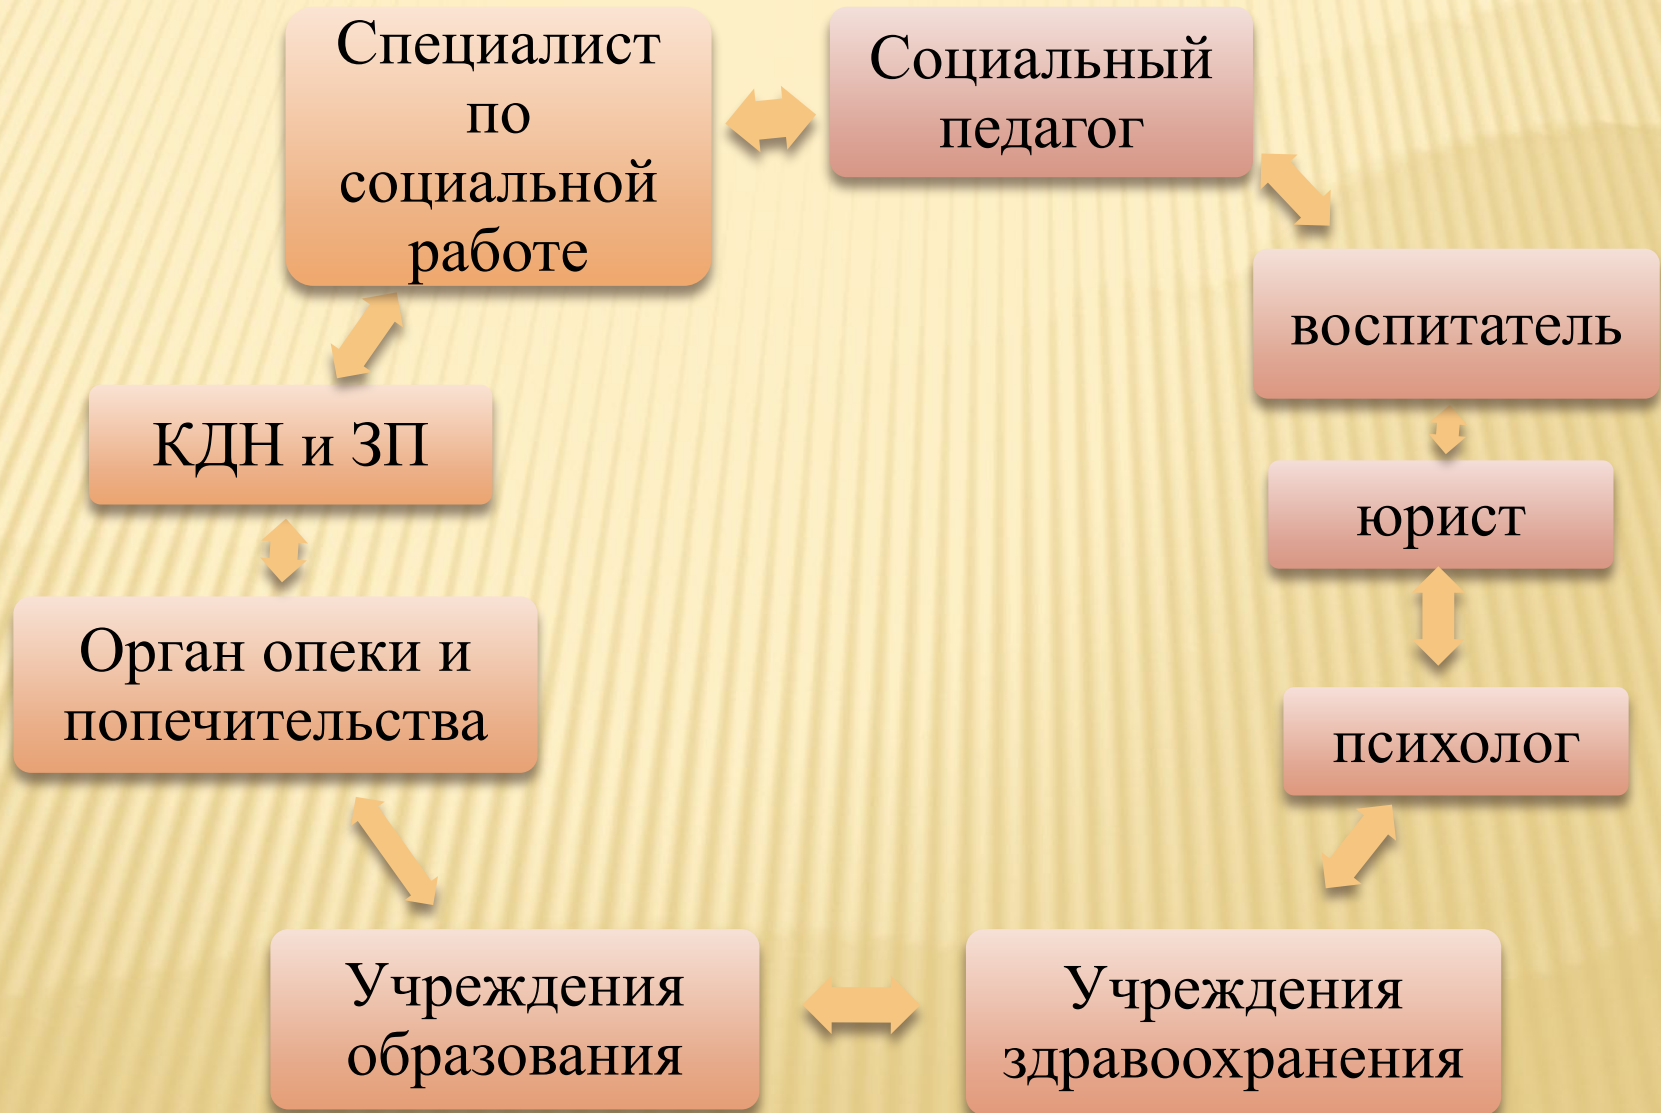 Специалист
по
социальной
работе
Социальный
педагог
воспитатель
юрист
психолог
Учреждения
здравоохранения
Учреждения
образования
Орган опеки и
попечительства
КДН и ЗП